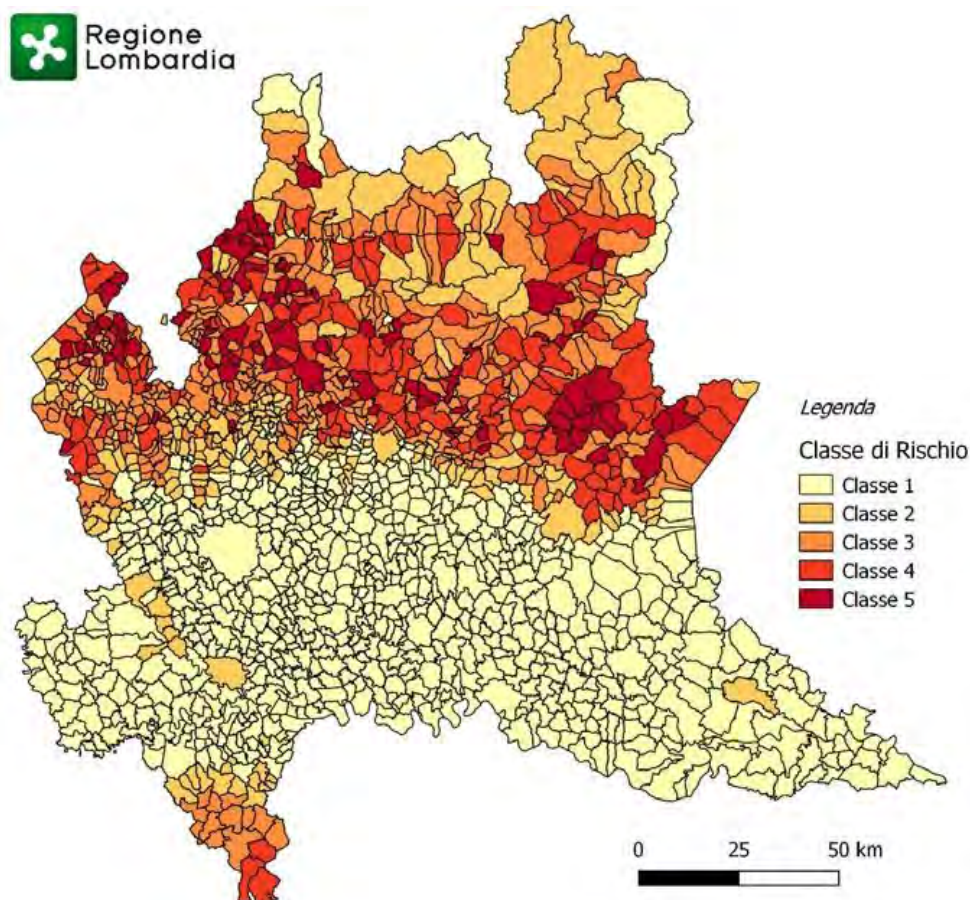 Regione
Lombardia
Legenda
Classe di Rischio
Classe 1
Classe 2
Classe 3
Classe 4
Classe 5
0 25 50 km